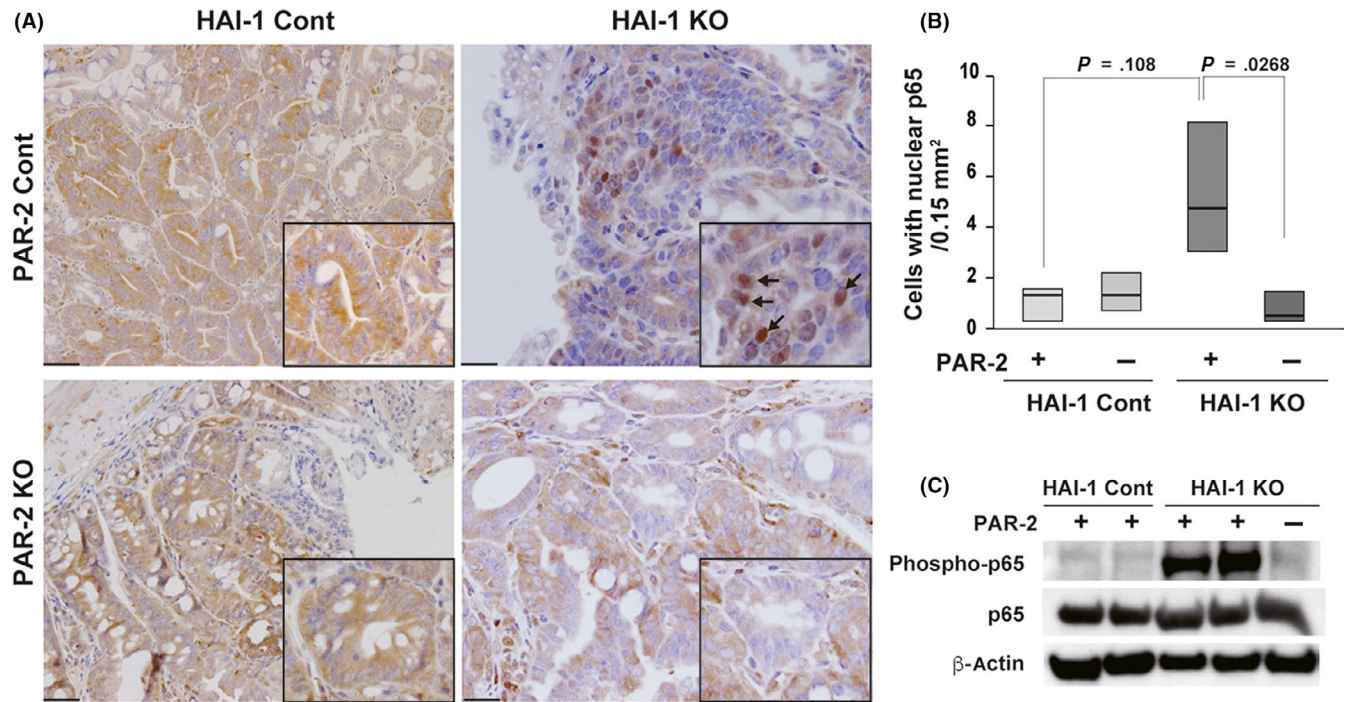 (A)
HAI-1 Cont
HAI-1 KO
PAR-2 Cont
PAR-2 KO
(B)
P = .108
P = .0268
Cells with nuclear p65
/0.15 mm²
10
8
6
4
2
0
PAR-2 + − + −
HAI-1 Cont
HAI-1 KO
(C)
HAI-1 Cont HAI-1 KO
PAR-2 + + + + −
Phospho-p65
p65
β-Actin